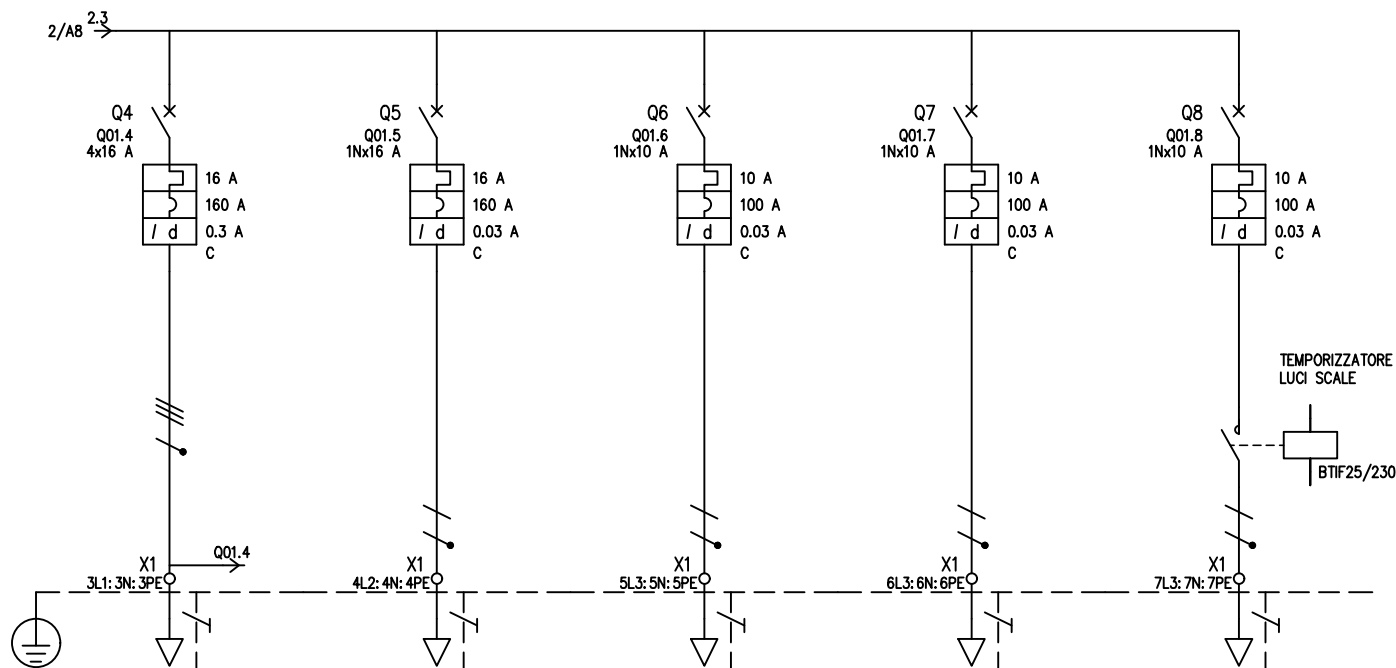 2.3
2/A8
Q4
Q01.4
4x16 A
16 A
160 A
I d
0.3 A
C
Q5
Q01.5
1Nx16 A
16 A
160 A
I d
0.03 A
C
Q6
Q01.6
1Nx10 A
10 A
100 A
I d
0.03 A
C
Q7
Q01.7
1Nx10 A
10 A
100 A
I d
0.03 A
C
Q8
Q01.8
1Nx10 A
10 A
100 A
I d
0.03 A
C
TEMPORIZZATORE
LUCI SCALE
BTIF25/230
Q01.4
X1
3L1:3N:3PE
X1
4L2:4N:4PE
X1
5L3:5N:5PE
X1
6L3:6N:6PE
X1
7L3:7N:7PE